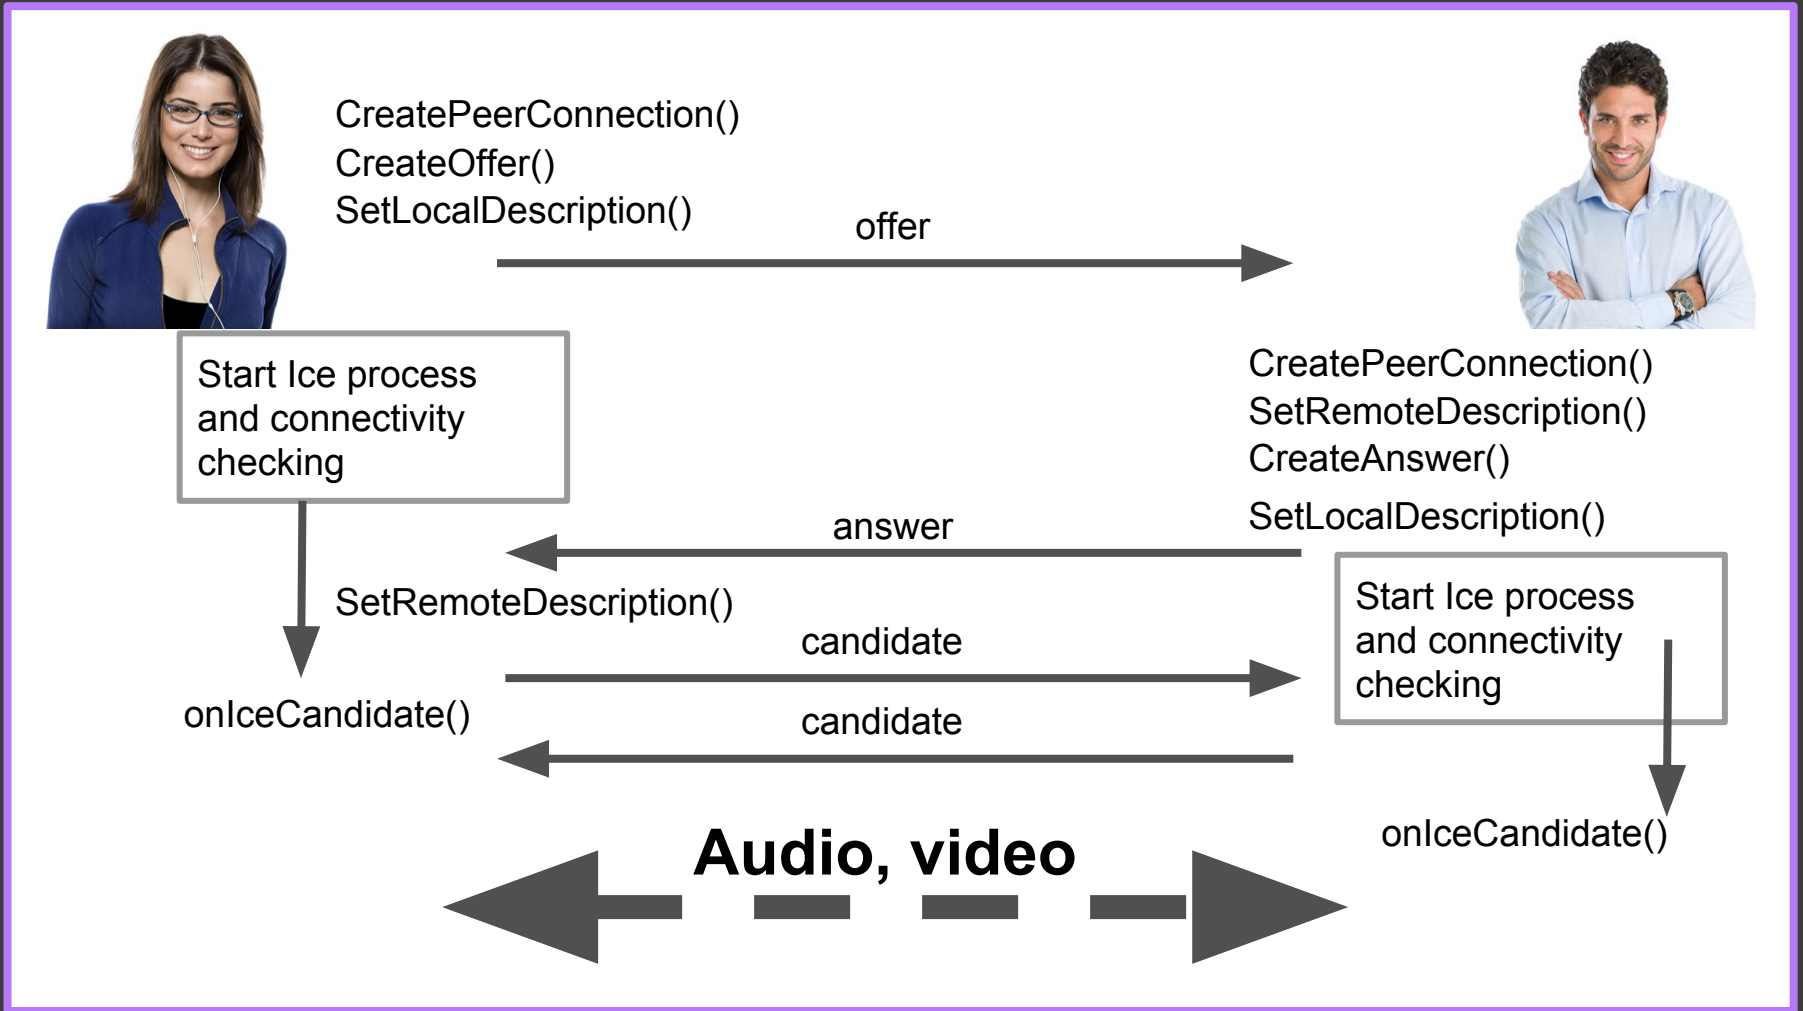 CreatePeerConnection()
CreateOffer()
SetLocalDescription()
offer
Start Ice process
and connectivity
checking
CreatePeerConnection()
SetRemoteDescription()
CreateAnswer()
SetLocalDescription()
answer
SetRemoteDescription()
Start Ice process
and connectivity
checking
candidate
onIceCandidate()
candidate
onIceCandidate()
Audio, video